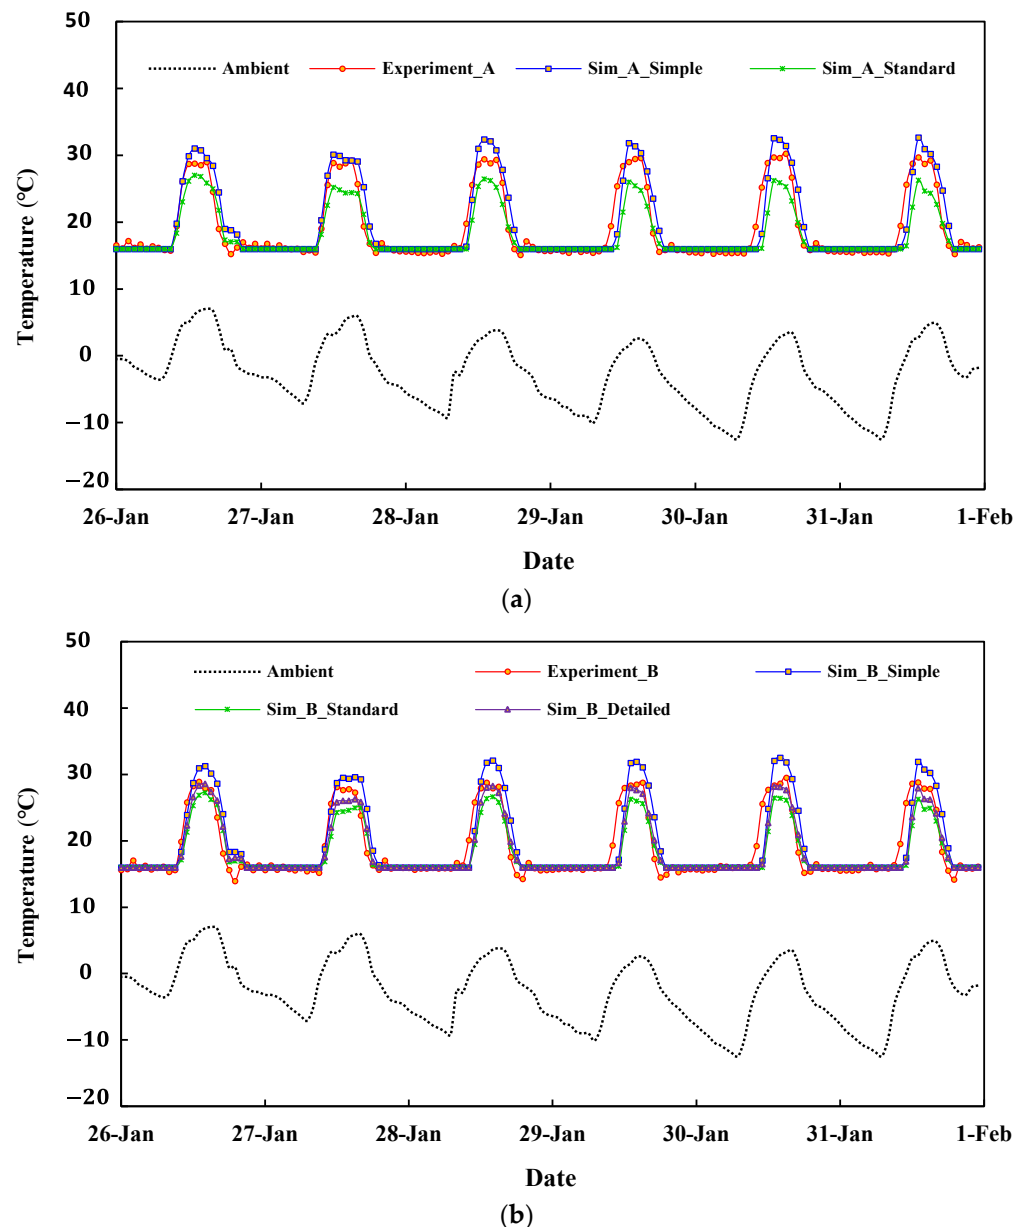 (a)
50
Ambient Experiment_A Sim_A_Simple Sim_A_Standard
40
30
20
10
0
−10
−20
Temperature (°C)
26-Jan 27-Jan 28-Jan 29-Jan 30-Jan 31-Jan 1-Feb
Date
(a)
50
Ambient Experiment_B Sim_B_Simple
Sim_B_Standard Sim_B_Detailed
40
30
20
10
0
−10
−20
Temperature (°C)
26-Jan 27-Jan 28-Jan 29-Jan 30-Jan 31-Jan 1-Feb
Date
(b)